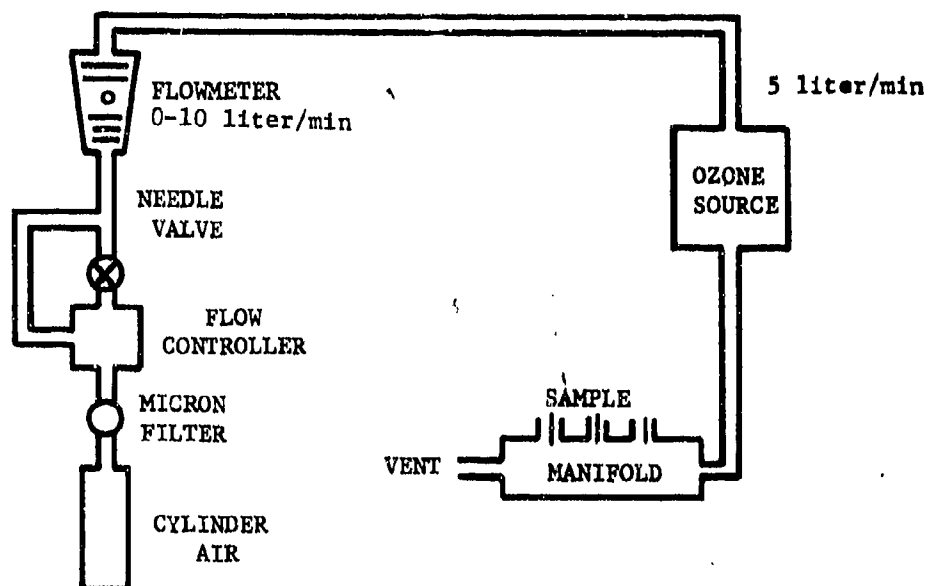 FLOWMETER
0-10 liter/min
5 liter/min
OZONE
SOURCE
NEEDLE
VALVE
FLOW
CONTROLLER
MICRON
FILTER
SAMPLE
VENT
MANIFOLD
CYLINDER
AIR